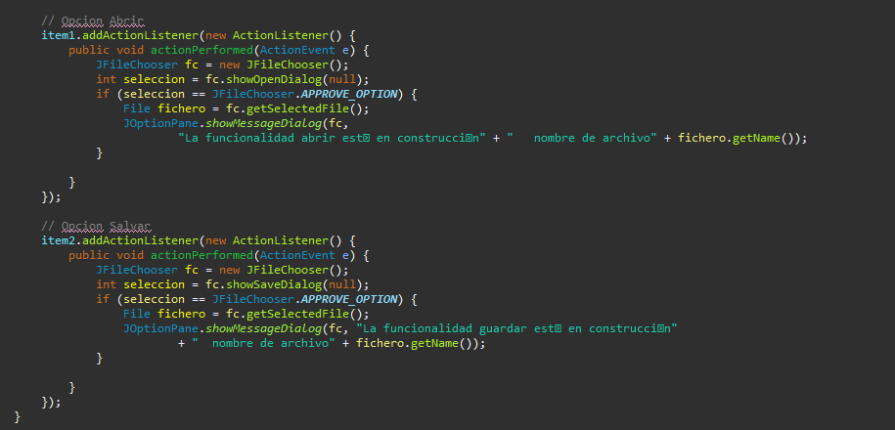 // Opcion Abrir
item1.addActionListener(new ActionListener() {
public void actionPerformed(ActionEvent e) {
JFileChooser fc = new JFileChooser();
int seleccion = fc.showOpenDialog(null);
if (seleccion == JFileChooser.APPROVE_OPTION) {
File fichero = fc.getSelectedFile();
JOptionPane.showMessageDialog(fc,
"La funcionalidad abrir est� en construcci�n" + "   nombre de archivo" + fichero.getName());
}
}
});
// Opcion Salvar
item2.addActionListener(new ActionListener() {
public void actionPerformed(ActionEvent e) {
JFileChooser fc = new JFileChooser();
int seleccion = fc.showSaveDialog(null);
if (seleccion == JFileChooser.APPROVE_OPTION) {
File fichero = fc.getSelectedFile();
JOptionPane.showMessageDialog(fc, "La funcionalidad guardar est� en construcci�n"
+ "  nombre de archivo" + fichero.getName());
}
}
});
}